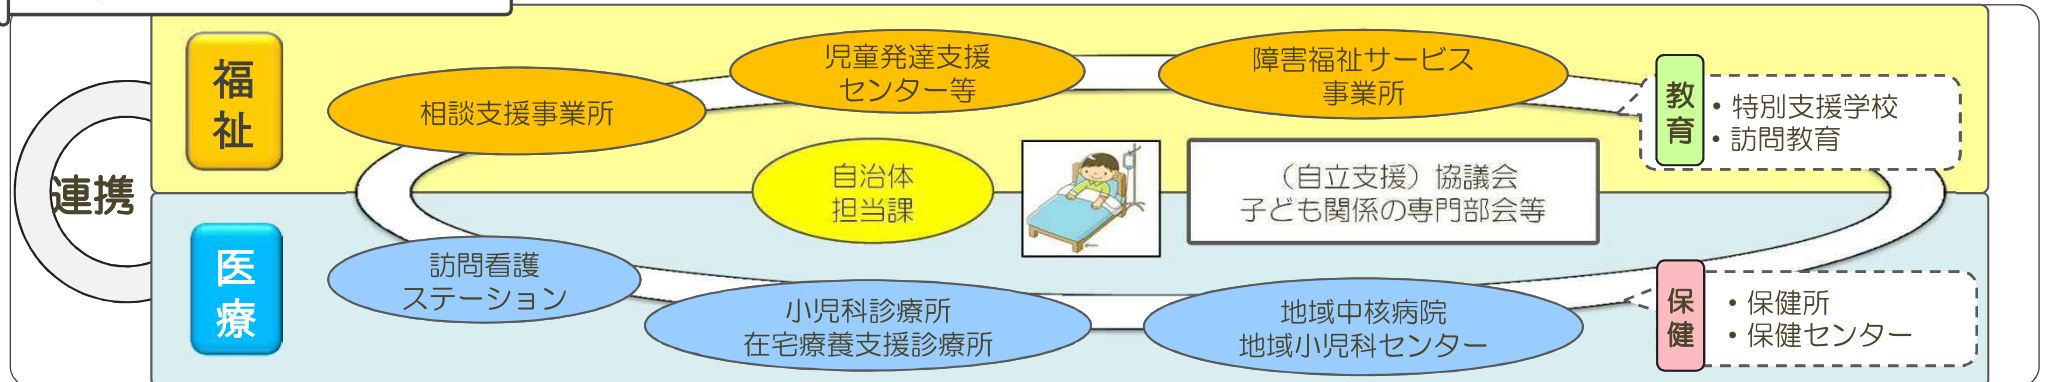 福祉
相談支援事業所
児童発達支援
センター等
障害福祉サービス
事業所
教育
・特別支援学校
・訪問教育
連携
自治体
担当課
（自立支援）協議会
子ども関係の専門部会等
医療
訪問看護
ステーション
小児科診療所
在宅療養支援診療所
地域中核病院
地域小児科センター
保健
・保健所
・保健センター